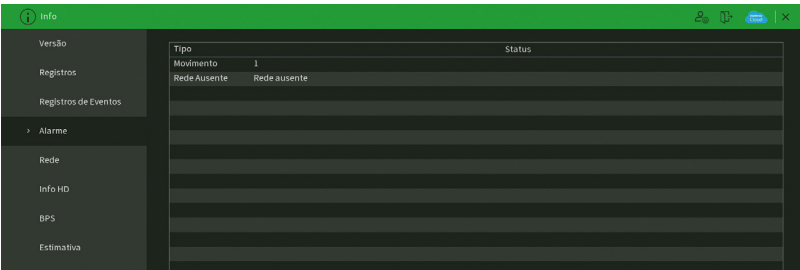 Info
Versão
Registros
Registros de Eventos
> Alarme
Rede
Info HD
BPS
Estimativa
Tipo Status
Movimento 1
Rede Ausente Rede ausente